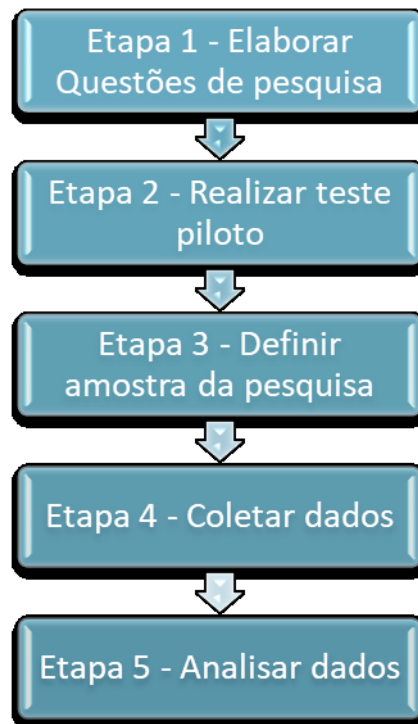 Etapa 1 - Elaborar
Questões de pesquisa
Etapa 2 - Realizar teste
piloto
Etapa 3 - Definir
amostra da pesquisa
Etapa 4 - Coletar dados
Etapa 5 - Analisar dados